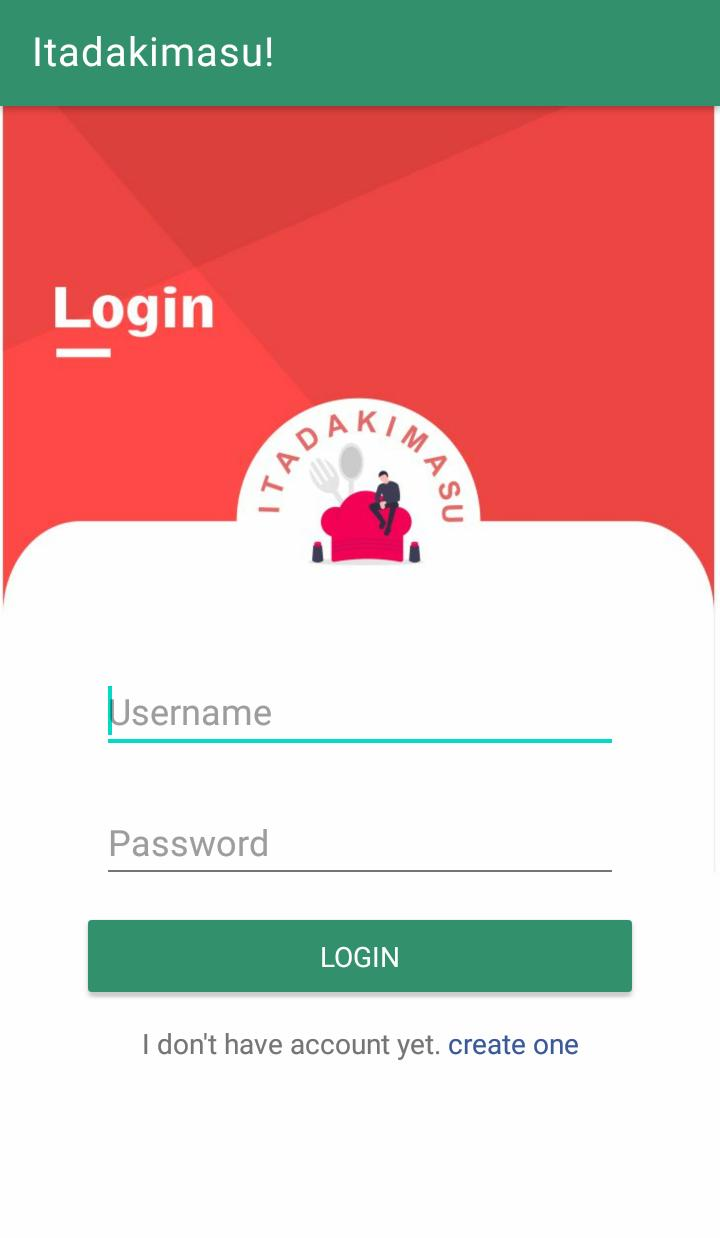 Itadakimasu!
Login
ITADAKIMASU
Username
Password
LOGIN
I don't have account yet. create one